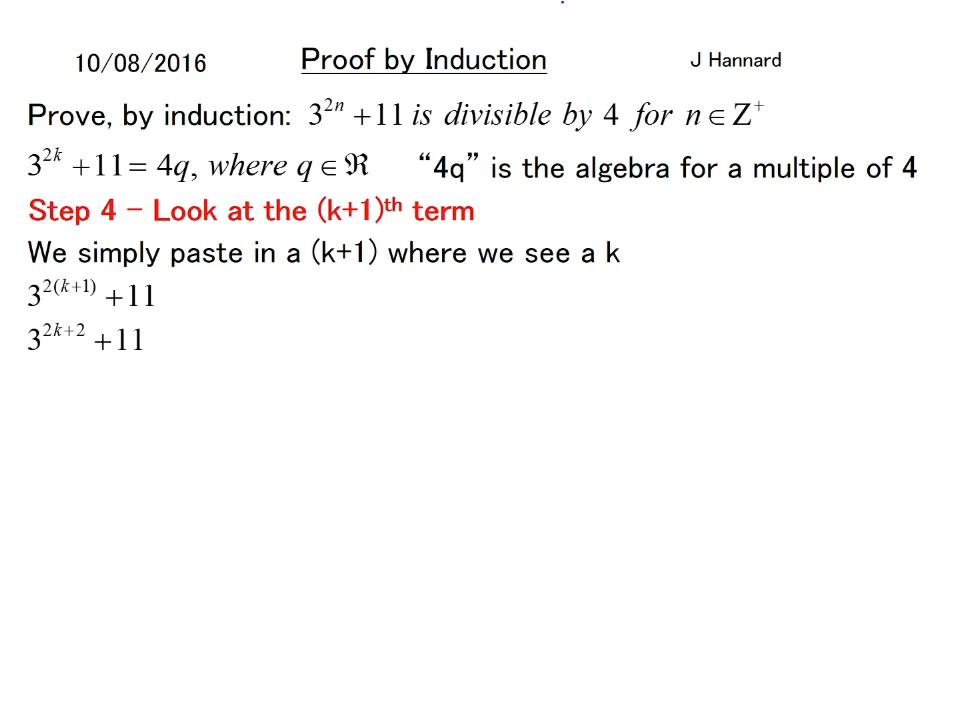 10/08/2016 Proof by Induction J Hannard
Prove, by induction: 3^{2n} + 11 is divisible by 4 for n ∈ Z^+
3^{2k} + 11 = 4q, where q ∈ ℜ “4q” is the algebra for a multiple of 4
Step 4 - Look at the (k+1)^{th} term
We simply paste in a (k+1) where we see a k
3^{2(k+1)} + 11
3^{2k+2} + 11